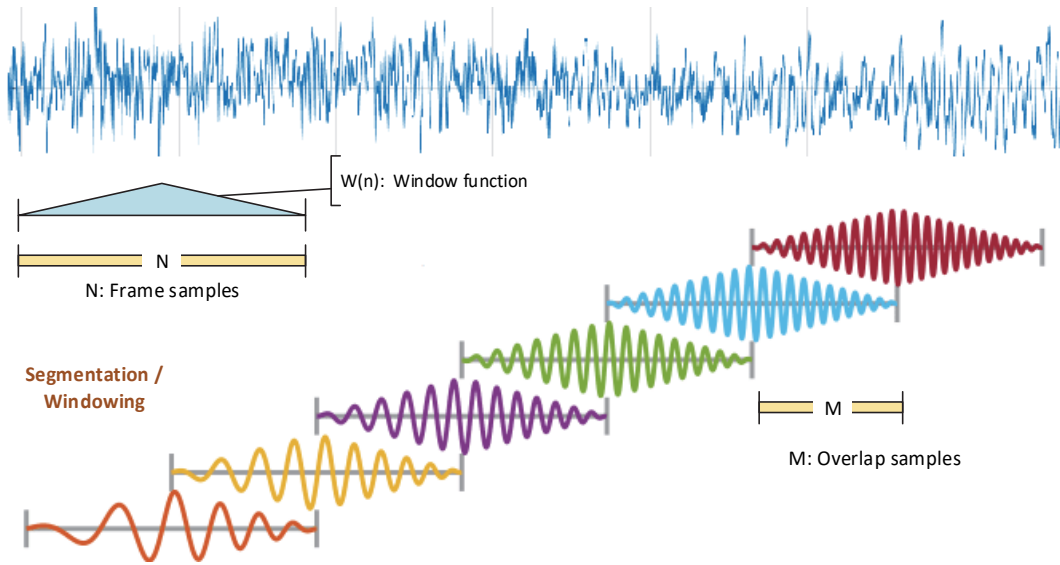 W(n): Window function
N
N: Frame samples
Segmentation /
Windowing
M
M: Overlap samples